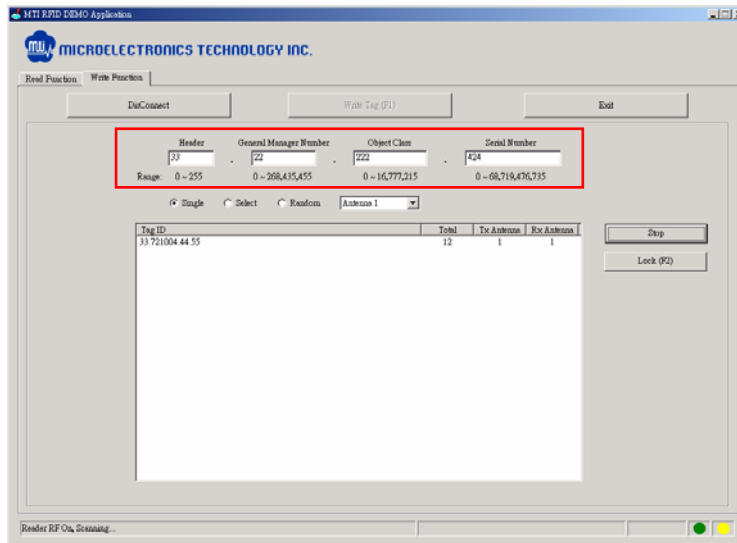 MTI RFID DEMO Application
MTI MICROELECTRONICS TECHNOLOGY INC.
Read Function Write Function
DisConnect Write Tag (F1) Exit
Header General Manager Number Object Class Serial Number
33 . 22 . 222 . 424
Range: 0 ~ 255 0 ~ 268,435,455 0 ~ 16,777,215 0 ~ 68,719,476,735
Single Select Random Antenna 1
Tag ID Total Tx Antenna Rx Antenna
33.721004.44.55 12 1 1
Stop
Lock (F2)
Reader RF On, Scanning...